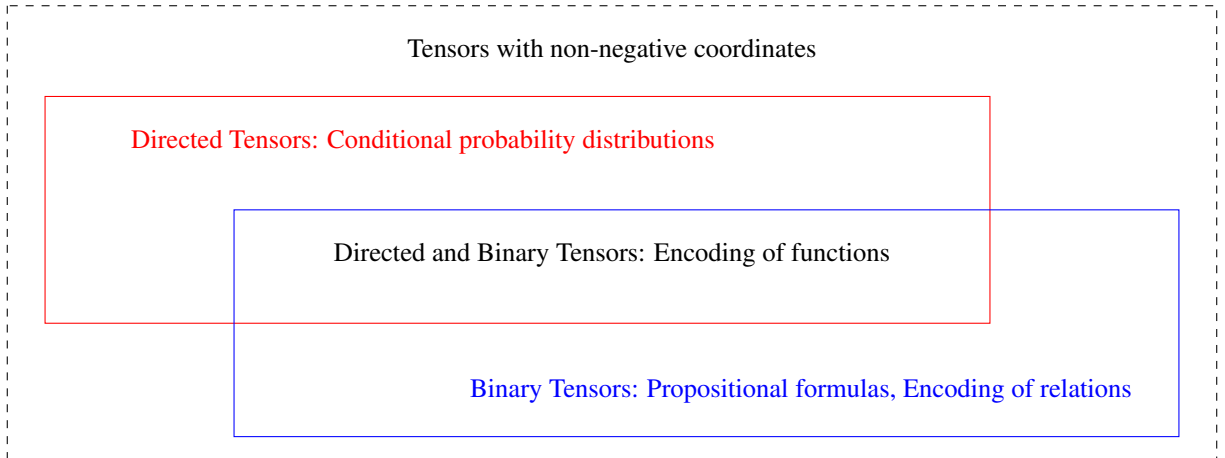 Tensors with non-negative coordinates
Directed Tensors: Conditional probability distributions
Directed and Binary Tensors: Encoding of functions
Binary Tensors: Propositional formulas, Encoding of relations